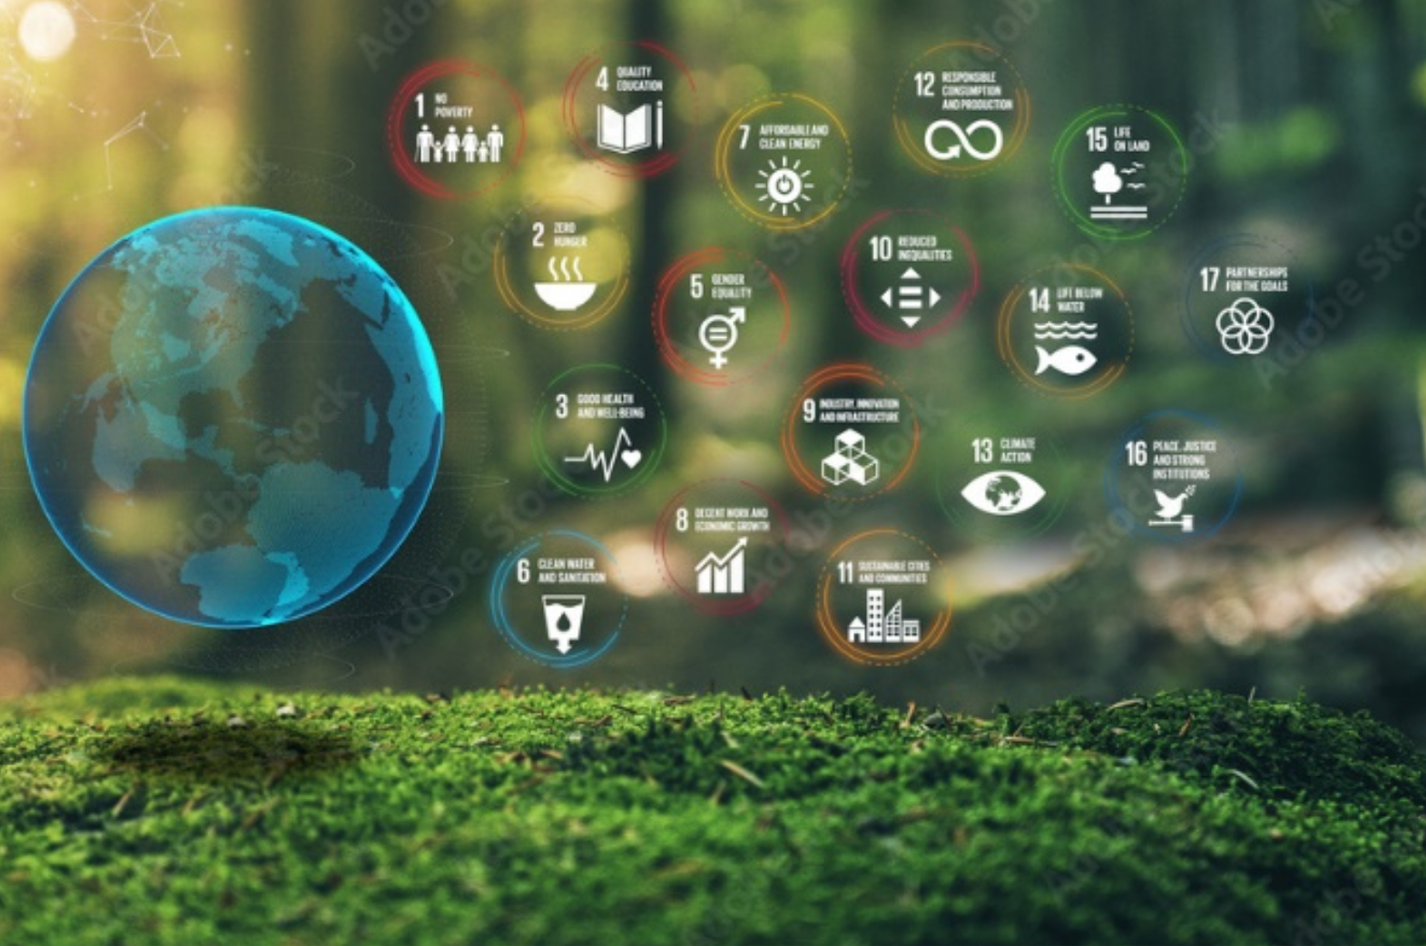 1 NO
POVERTY
4 QUALITY
EDUCATION
7 AFFORDABLE AND
CLEAN ENERGY
12 RESPONSIBLE
CONSUMPTION
AND PRODUCTION
15 LIFE
ON LAND
2 ZERO
HUNGER
5 GENDER
EQUALITY
10 REDUCED
INEQUALITIES
14 LIFE BELOW
WATER
17 PARTNERSHIPS
FOR THE GOALS
3 GOOD HEALTH
AND WELL-BEING
9 INDUSTRY, INNOVATION
AND INFRASTRUCTURE
13 CLIMATE
ACTION
16 PEACE, JUSTICE
AND STRONG
INSTITUTIONS
6 CLEAN WATER
AND SANITATION
8 DECENT WORK AND
ECONOMIC GROWTH
11 SUSTAINABLE CITIES
AND COMMUNITIES
Adobe Stock